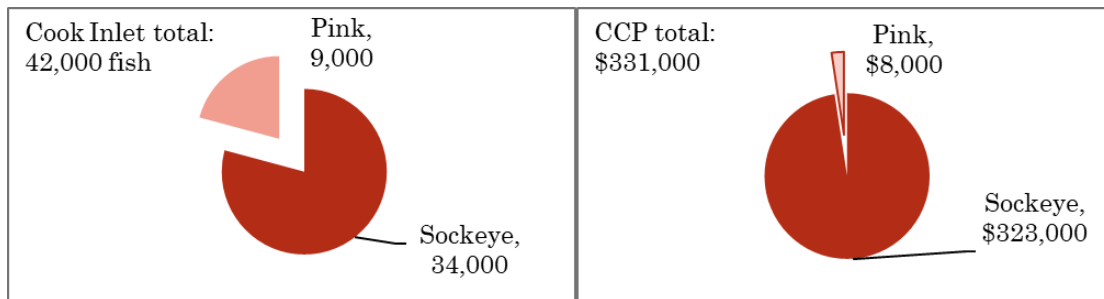 Cook Inlet total:
42,000 fish
Pink,
9,000
Sockeye,
34,000
CCP total:
$331,000
Pink,
$8,000
Sockeye,
$323,000